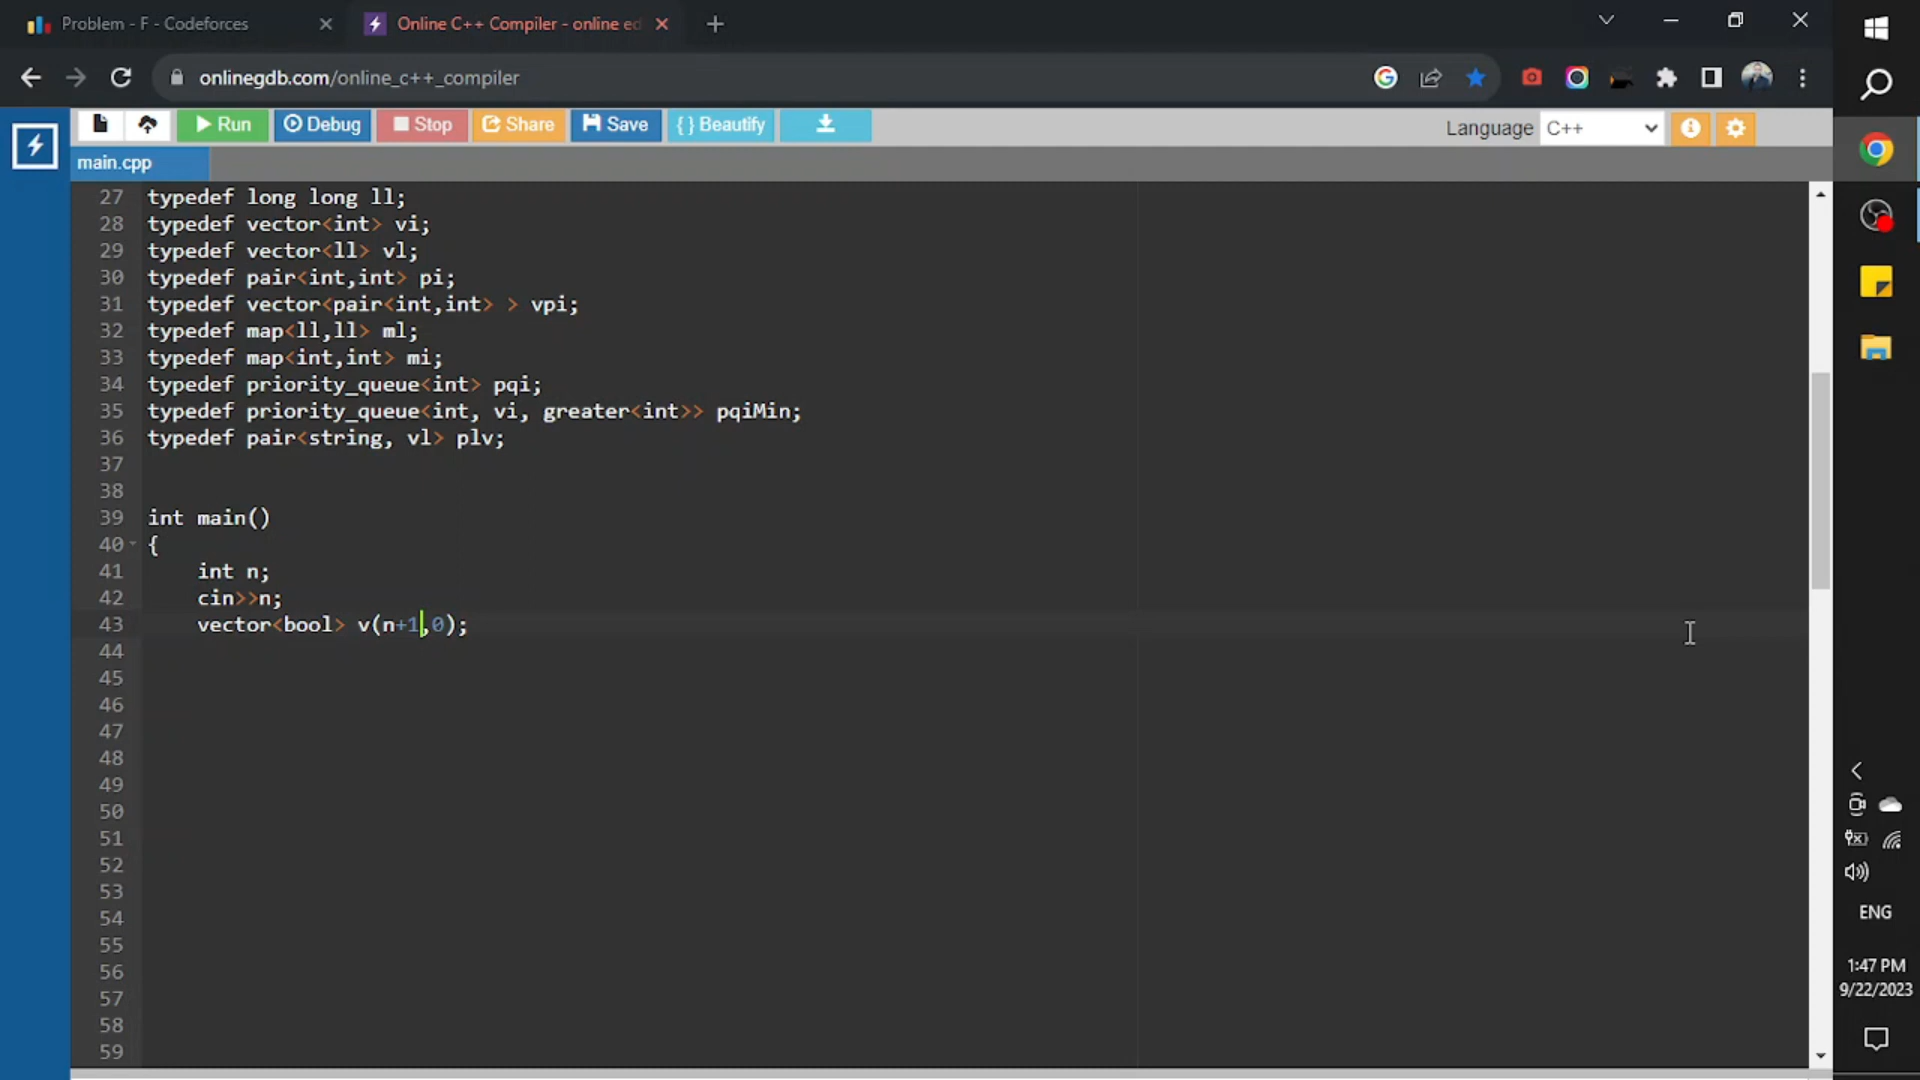 Problem - F - Codeforces
Online C++ Compiler - online ed
onlinegdb.com/online_c++_compiler
Run
Debug
Stop
Share
Save
{ } Beautify
Language
C++
main.cpp
27 typedef long long ll;
28 typedef vector<int> vi;
29 typedef vector<ll> vl;
30 typedef pair<int,int> pi;
31 typedef vector<pair<int,int> > vpi;
32 typedef map<ll,ll> ml;
33 typedef map<int,int> mi;
34 typedef priority_queue<int> pqi;
35 typedef priority_queue<int, vi, greater<int>> pqiMin;
36 typedef pair<string, vl> plv;
37
38
39 int main()
40 {
41 int n;
42 cin>>n;
43 vector<bool> v(n+1,0);
44
45
46
47
48
49
50
51
52
53
54
55
56
57
58
59
ENG
1:47 PM
9/22/2023